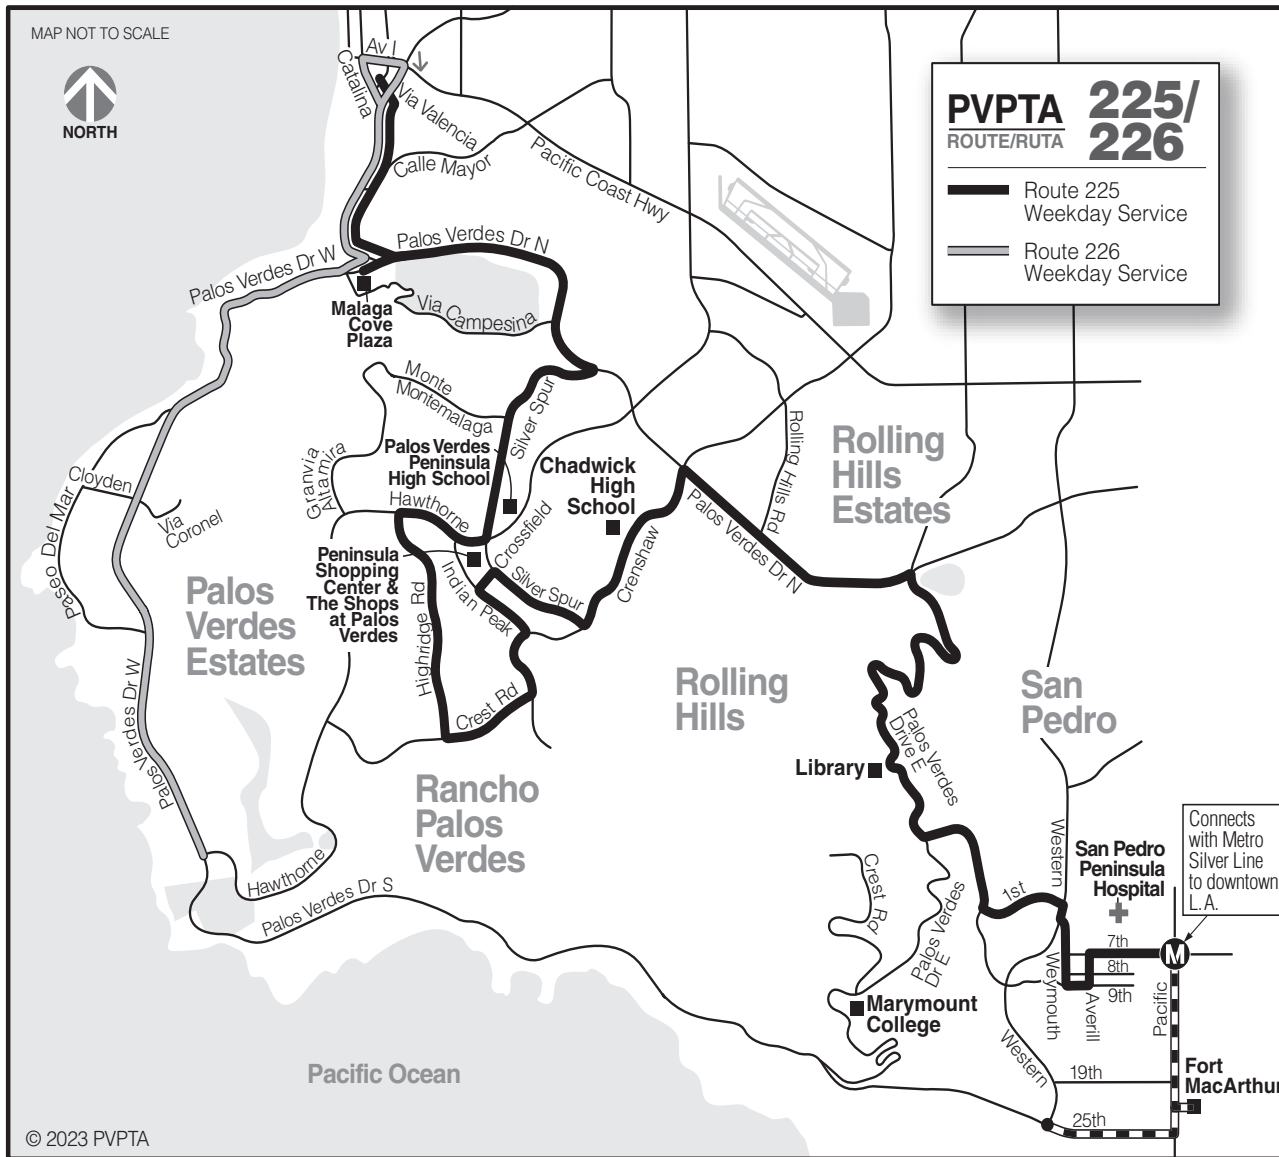 MAP NOT TO SCALE
NORTH
PVPTA
ROUTE/RUTA
225/
226
Route 225
Weekday Service
Route 226
Weekday Service
Av I
Catalina
Via Valencia
Calle Mayor
Pacific Coast Hwy
Palos Verdes Dr N
Palos Verdes Dr W
Malaga
Cove
Plaza
Via Campesina
Monte
Montemalaga
Silver Spur
Granvia
Altamira
Palos Verdes
Peninsula
High School
Chadwick
High
School
Rolling Hills Rd
Rolling
Hills
Estates
Cloyden
Paseo Del Mar
Via
Coronel
Hawthorne
Crossfield
Peninsula
Shopping
Center &
The Shops
at Palos
Verdes
Indian Peak
Silver Spur
Crenshaw
Palos Verdes Dr N
Palos
Verdes
Estates
Highridge Rd
Crest Rd
Rolling
Hills
San
Pedro
Palos Verdes Dr W
Palos Verdes
Drive E
Library
Rancho
Palos
Verdes
Hawthorne
Palos Verdes Dr S
Crest Rd
Palos Verdes
Dr E
Western
1st
San Pedro
Peninsula
Hospital
Connects
with Metro
Silver Line
to downtown
L.A.
M
7th
8th
9th
Weymouth
Averill
Pacific
Marymount
College
Western
19th
25th
Fort
MacArthur
Pacific Ocean
© 2023 PVPTA